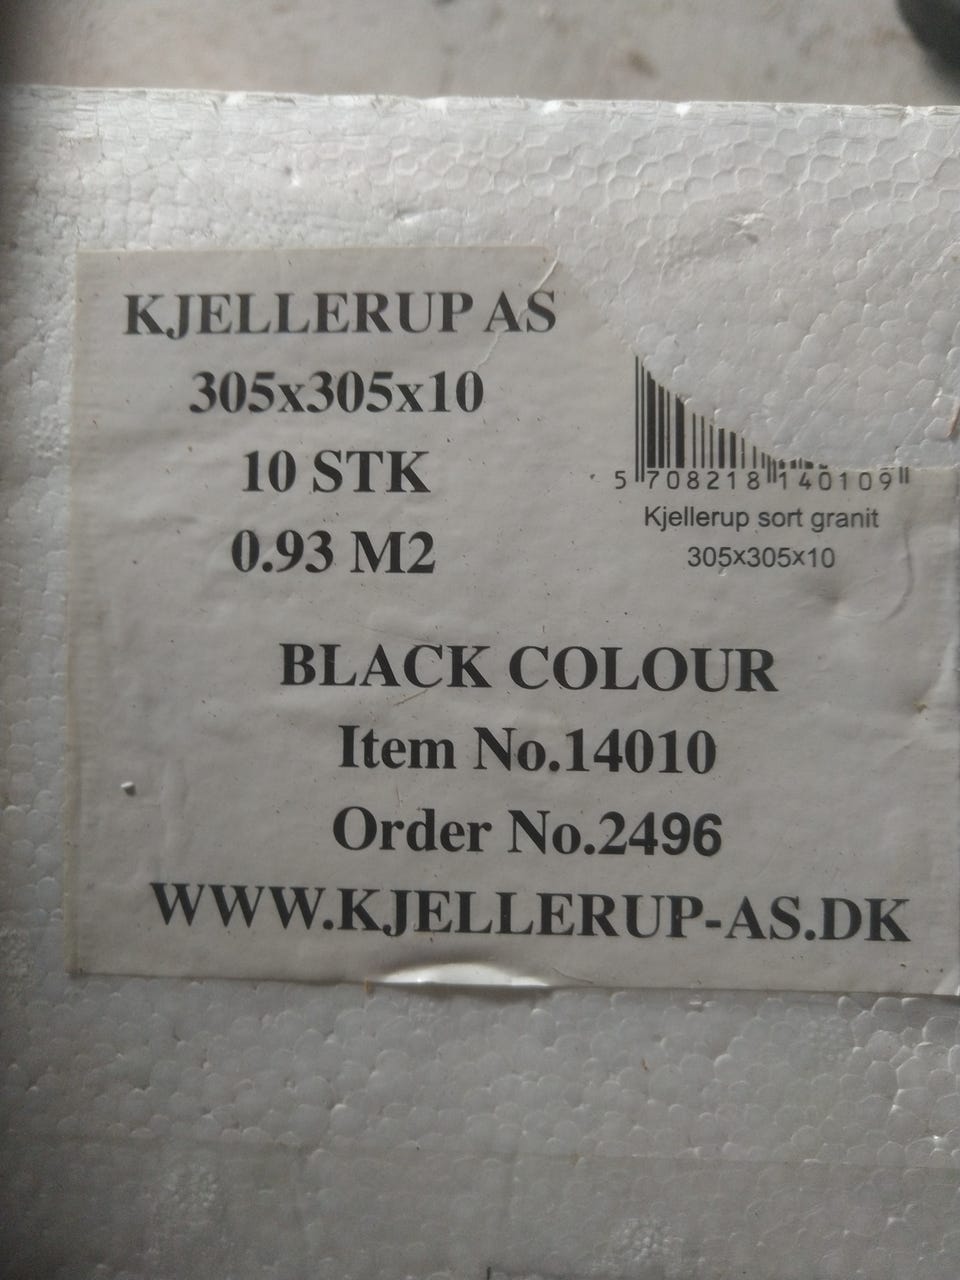 KJELLERUP AS
305x305x10
10 STK
0.93 M2
5 708218 140109
Kjellerup sort granit
305x305x10
BLACK COLOUR
Item No.14010
Order No.2496
WWW.KJELLERUP-AS.DK